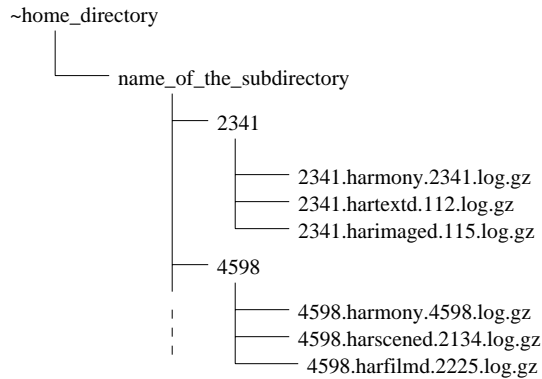 ~home_directory
name_of_the_subdirectory
2341
2341.harmony.2341.log.gz
2341.hartextd.112.log.gz
2341.harimaged.115.log.gz
4598
4598.harmony.4598.log.gz
4598.harscened.2134.log.gz
4598.harfilmd.2225.log.gz